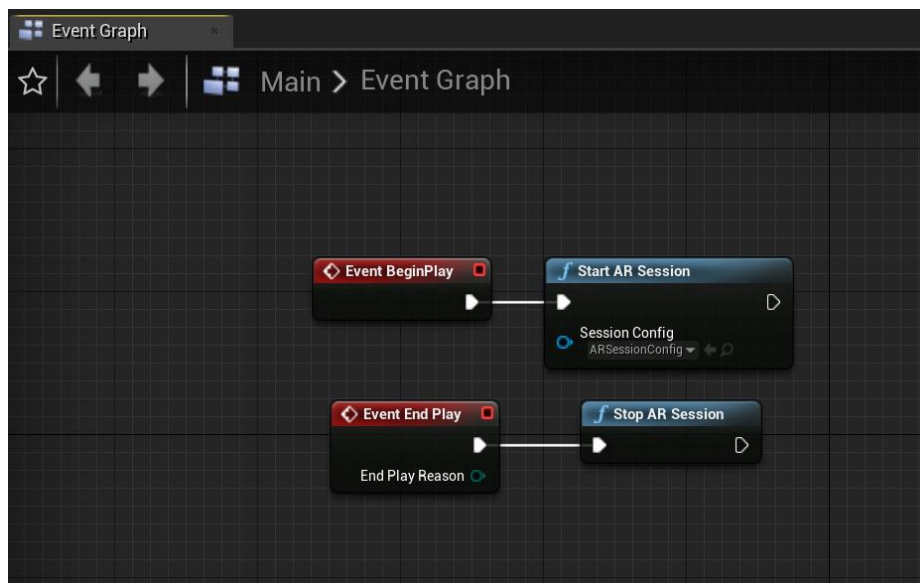 Event Graph
Main > Event Graph
Event BeginPlay
Start AR Session
Session Config
ARSessionConfig
Event End Play
Stop AR Session
End Play Reason